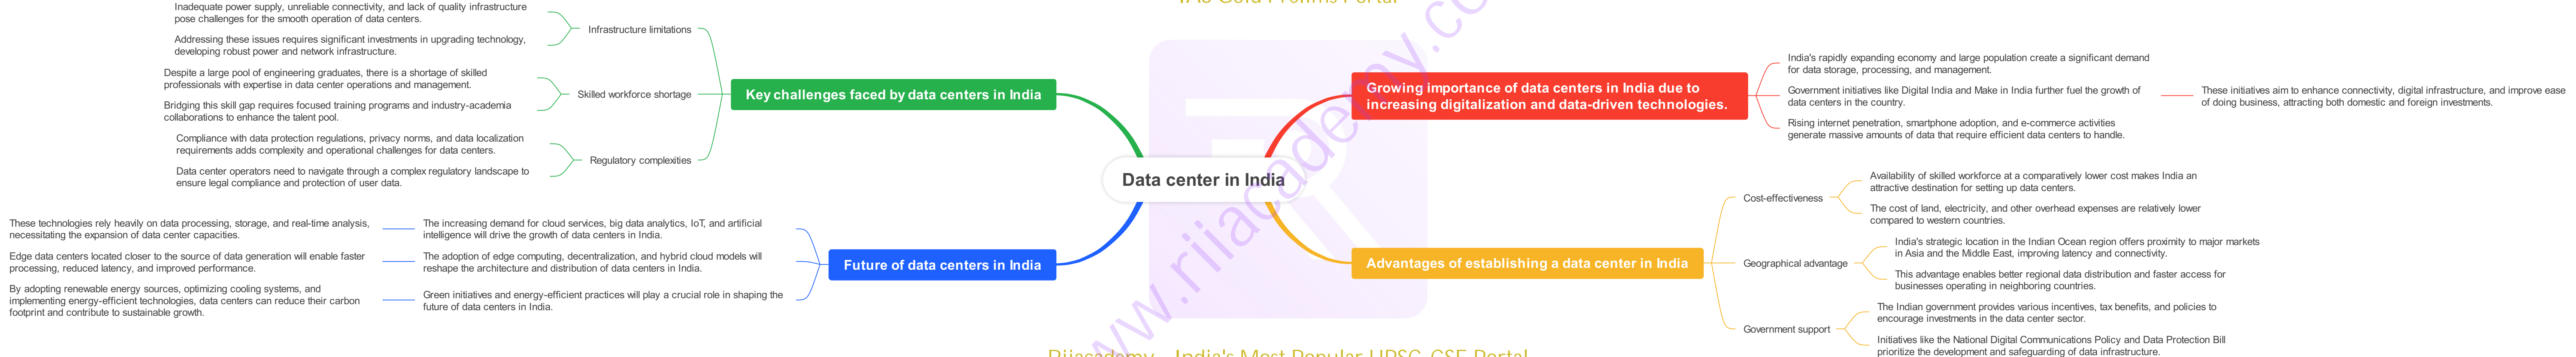 IAS Gold Prelims Portal
Data center in India
Growing importance of data centers in India due to
increasing digitalization and data-driven technologies.
India's rapidly expanding economy and large population create a significant demand
for data storage, processing, and management.
Government initiatives like Digital India and Make in India further fuel the growth of
data centers in the country.
These initiatives aim to enhance connectivity, digital infrastructure, and improve ease
of doing business, attracting both domestic and foreign investments.
Rising internet penetration, smartphone adoption, and e-commerce activities
generate massive amounts of data that require efficient data centers to handle.
Advantages of establishing a data center in India
Cost-effectiveness
Availability of skilled workforce at a comparatively lower cost makes India an
attractive destination for setting up data centers.
The cost of land, electricity, and other overhead expenses are relatively lower
compared to western countries.
Geographical advantage
India's strategic location in the Indian Ocean region offers proximity to major markets
in Asia and the Middle East, improving latency and connectivity.
This advantage enables better regional data distribution and faster access for
businesses operating in neighboring countries.
Government support
The Indian government provides various incentives, tax benefits, and policies to
encourage investments in the data center sector.
Initiatives like the National Digital Communications Policy and Data Protection Bill
prioritize the development and safeguarding of data infrastructure.
Key challenges faced by data centers in India
Infrastructure limitations
Inadequate power supply, unreliable connectivity, and lack of quality infrastructure
pose challenges for the smooth operation of data centers.
Addressing these issues requires significant investments in upgrading technology,
developing robust power and network infrastructure.
Skilled workforce shortage
Despite a large pool of engineering graduates, there is a shortage of skilled
professionals with expertise in data center operations and management.
Bridging this skill gap requires focused training programs and industry-academia
collaborations to enhance the talent pool.
Regulatory complexities
Compliance with data protection regulations, privacy norms, and data localization
requirements adds complexity and operational challenges for data centers.
Data center operators need to navigate through a complex regulatory landscape to
ensure legal compliance and protection of user data.
Future of data centers in India
The increasing demand for cloud services, big data analytics, IoT, and artificial
intelligence will drive the growth of data centers in India.
These technologies rely heavily on data processing, storage, and real-time analysis,
necessitating the expansion of data center capacities.
The adoption of edge computing, decentralization, and hybrid cloud models will
reshape the architecture and distribution of data centers in India.
Edge data centers located closer to the source of data generation will enable faster
processing, reduced latency, and improved performance.
Green initiatives and energy-efficient practices will play a crucial role in shaping the
future of data centers in India.
By adopting renewable energy sources, optimizing cooling systems, and
implementing energy-efficient technologies, data centers can reduce their carbon
footprint and contribute to sustainable growth.
www.rijiacademy.co
Rijiacademy - India's Most Popular UPSC-CSE Portal